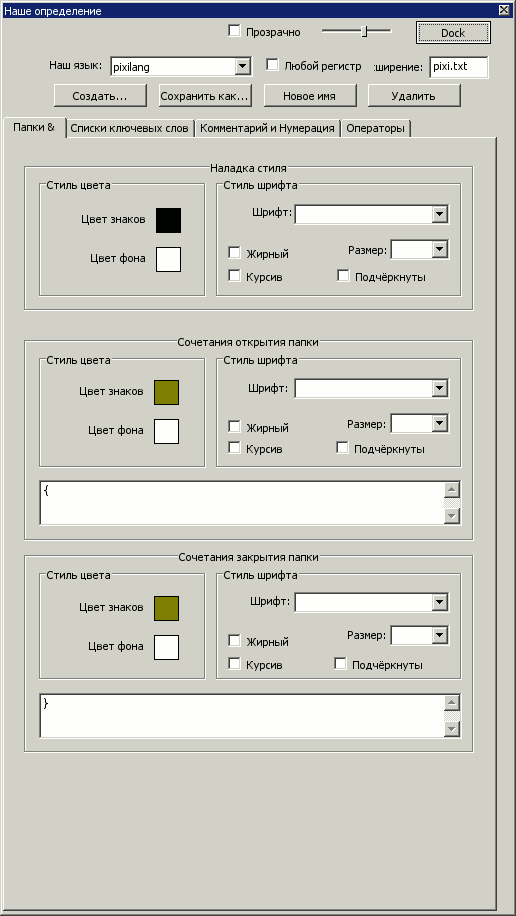 Наше определение
Прозрачно Dock
Наш язык: pixilang Любой регистр :ширение: pixi.txt
Создать... Сохранить как... Новое имя Удалить
Папки & Списки ключевых слов Комментарий и Нумерация Операторы
Наладка стиля
Стиль цвета Стиль шрифта
Цвет знаков Шрифт:
Цвет фона Жирный Размер:
Курсив Подчёркнуты
Сочетания открытия папки
Стиль цвета Стиль шрифта
Цвет знаков Шрифт:
Цвет фона Жирный Размер:
Курсив Подчёркнуты
{
Сочетания закрытия папки
Стиль цвета Стиль шрифта
Цвет знаков Шрифт:
Цвет фона Жирный Размер:
Курсив Подчёркнуты
}